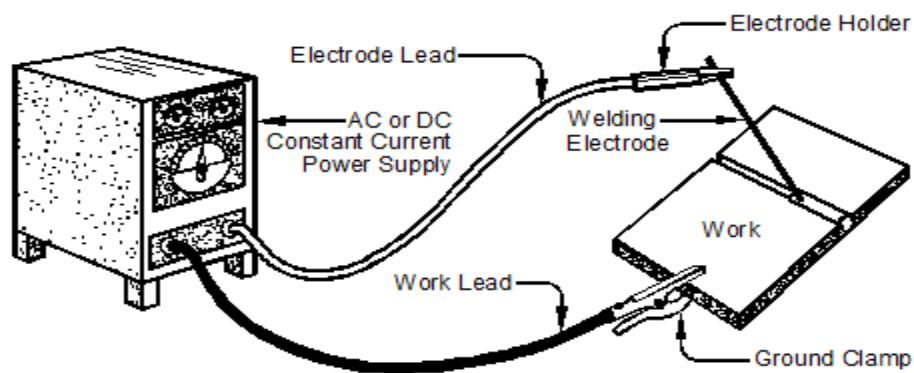 Electrode Holder
Electrode Lead
AC or DC
Constant Current
Power Supply
Welding
Electrode
Work
Work Lead
Ground Clamp